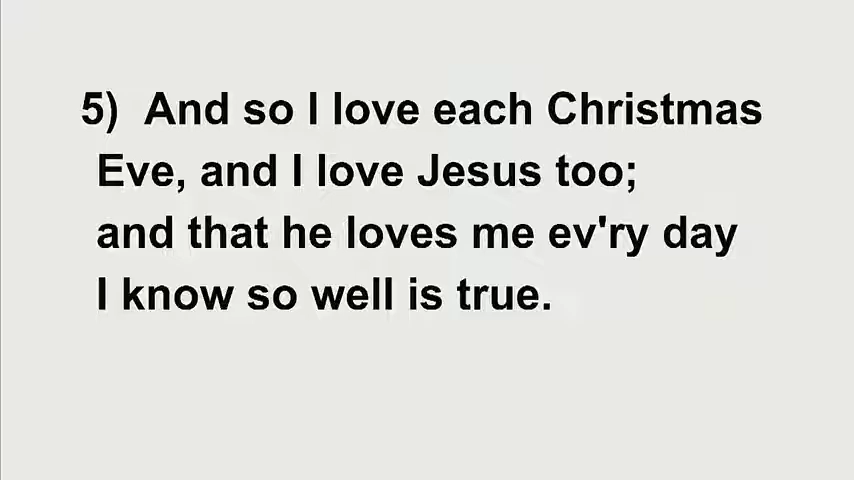 5) And so I love each Christmas
Eve, and I love Jesus too;
and that he loves me ev'ry day
I know so well is true.